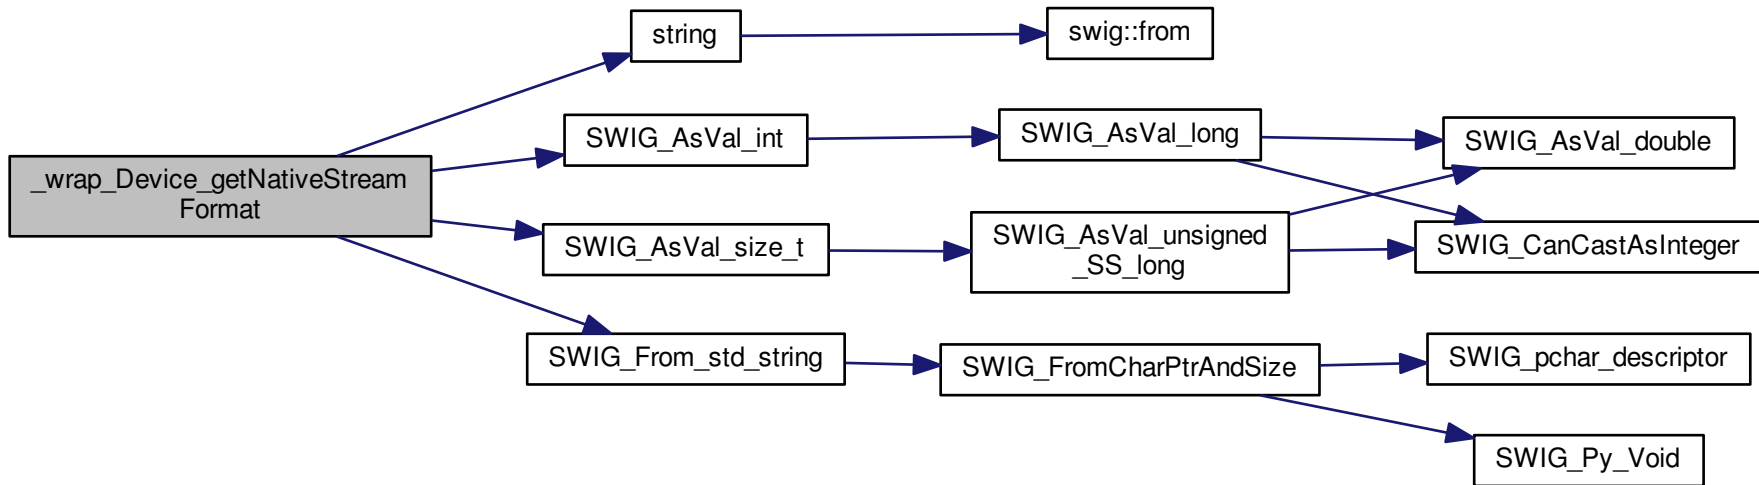 string
swig::from
SWIG_AsVal_int
SWIG_AsVal_long
SWIG_AsVal_double
_wrap_Device_getNativeStream
Format
SWIG_AsVal_size_t
SWIG_AsVal_unsigned
_SS_long
SWIG_CanCastAsInteger
SWIG_From_std_string
SWIG_FromCharPtrAndSize
SWIG_pchar_descriptor
SWIG_Py_Void